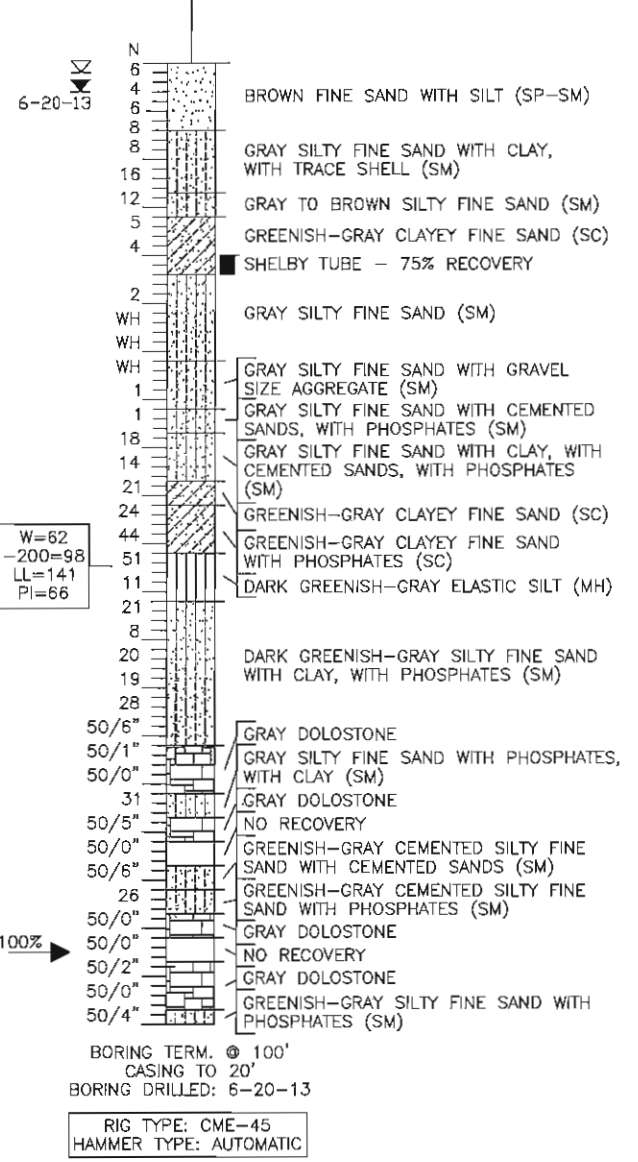 N
6
4
6
8
8
16
12
5
4
2
WH
WH
WH
1
1
18
14
21
24
44
51
11
21
8
20
19
28
50/6"
50/1"
50/0"
31
50/5"
50/0"
50/6"
26
50/0"
50/0"
50/2"
50/0"
50/4"
6-20-13
W=62
-200=98
LL=141
PI=66
100%
BROWN FINE SAND WITH SILT (SP-SM)
GRAY SILTY FINE SAND WITH CLAY,
WITH TRACE SHELL (SM)
GRAY TO BROWN SILTY FINE SAND (SM)
GREENISH-GRAY CLAYEY FINE SAND (SC)
SHELBY TUBE - 75% RECOVERY
GRAY SILTY FINE SAND (SM)
GRAY SILTY FINE SAND WITH GRAVEL
SIZE AGGREGATE (SM)
GRAY SILTY FINE SAND WITH CEMENTED
SANDS, WITH PHOSPHATES (SM)
GRAY SILTY FINE SAND WITH CLAY, WITH
CEMENTED SANDS, WITH PHOSPHATES
(SM)
GREENISH-GRAY CLAYEY FINE SAND (SC)
GREENISH-GRAY CLAYEY FINE SAND
WITH PHOSPHATES (SC)
DARK GREENISH-GRAY ELASTIC SILT (MH)
DARK GREENISH-GRAY SILTY FINE SAND
WITH CLAY, WITH PHOSPHATES (SM)
GRAY DOLOSTONE
GRAY SILTY FINE SAND WITH PHOSPHATES,
WITH CLAY (SM)
GRAY DOLOSTONE
NO RECOVERY
GREENISH-GRAY CEMENTED SILTY FINE
SAND WITH CEMENTED SANDS (SM)
GREENISH-GRAY CEMENTED SILTY FINE
SAND WITH PHOSPHATES (SM)
GRAY DOLOSTONE
NO RECOVERY
GRAY DOLOSTONE
GREENISH-GRAY SILTY FINE SAND WITH
PHOSPHATES (SM)
BORING TERM. @ 100'
CASING TO 20'
BORING DRILLED: 6-20-13
RIG TYPE: CME-45
HAMMER TYPE: AUTOMATIC